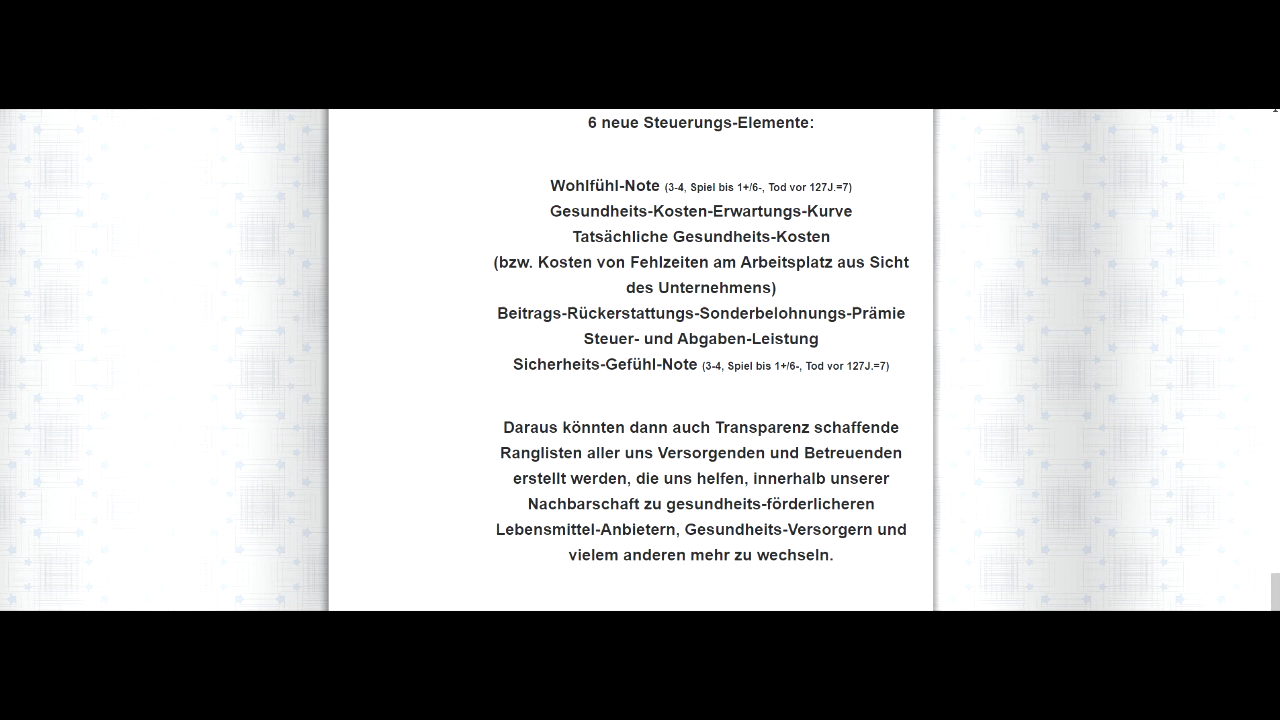 6 neue Steuerungs-Elemente:
Wohlfühl-Note (3-4, Spiel bis 1+/6-, Tod vor 127J.=7)
Gesundheits-Kosten-Erwartungs-Kurve
Tatsächliche Gesundheits-Kosten
(bzw. Kosten von Fehlzeiten am Arbeitsplatz aus Sicht
des Unternehmens)
Beitrags-Rückerstattungs-Sonderbelohnungs-Prämie
Steuer- und Abgaben-Leistung
Sicherheits-Gefühl-Note (3-4, Spiel bis 1+/6-, Tod vor 127J.=7)
Daraus könnten dann auch Transparenz schaffende
Ranglisten aller uns Versorgenden und Betreuenden
erstellt werden, die uns helfen, innerhalb unserer
Nachbarschaft zu gesundheits-förderlicheren
Lebensmittel-Anbietern, Gesundheits-Versorgern und
vielem anderen mehr zu wechseln.